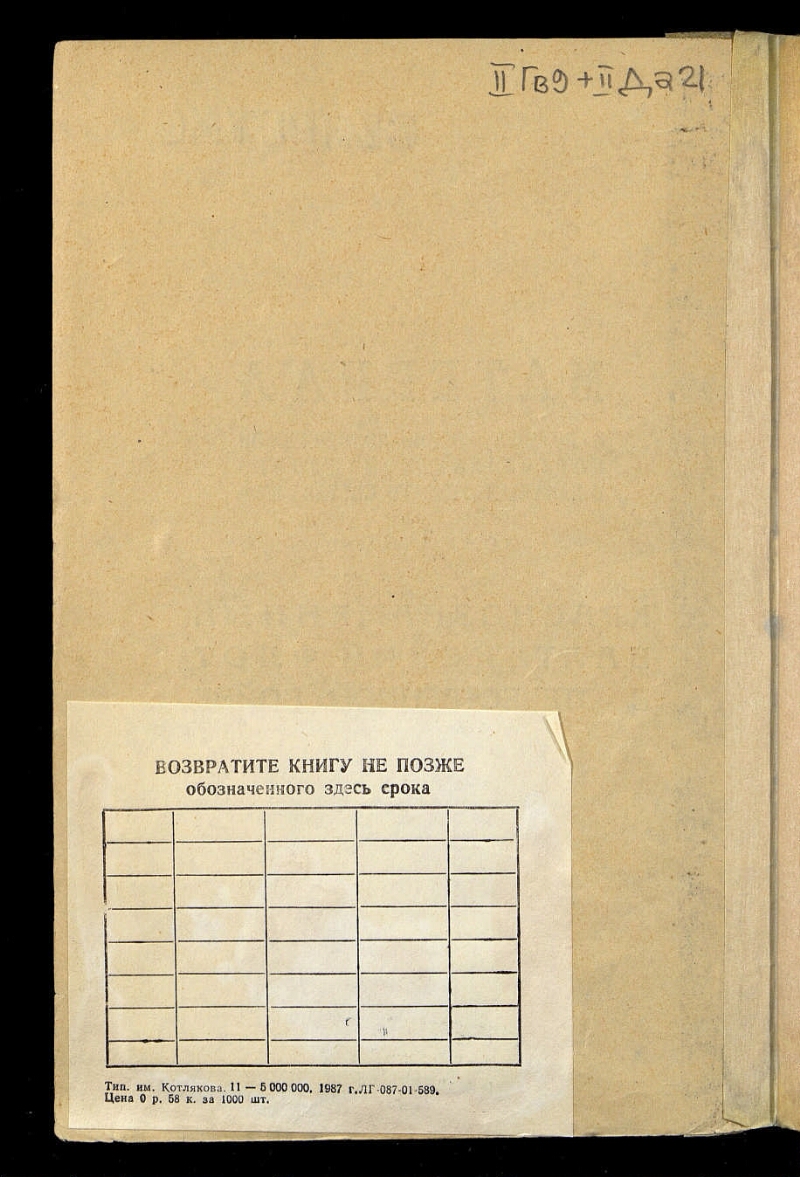 II Гв9 + II Дэ21
ВОЗВРАТИТЕ КНИГУ НЕ ПОЗЖЕ
обозначенного здесь срока
Тип. им. Котлякова. 11 — 5 000 000. 1987 г. ЛГ-087-01-589.
Цена 0 р. 58 к. за 1000 шт.